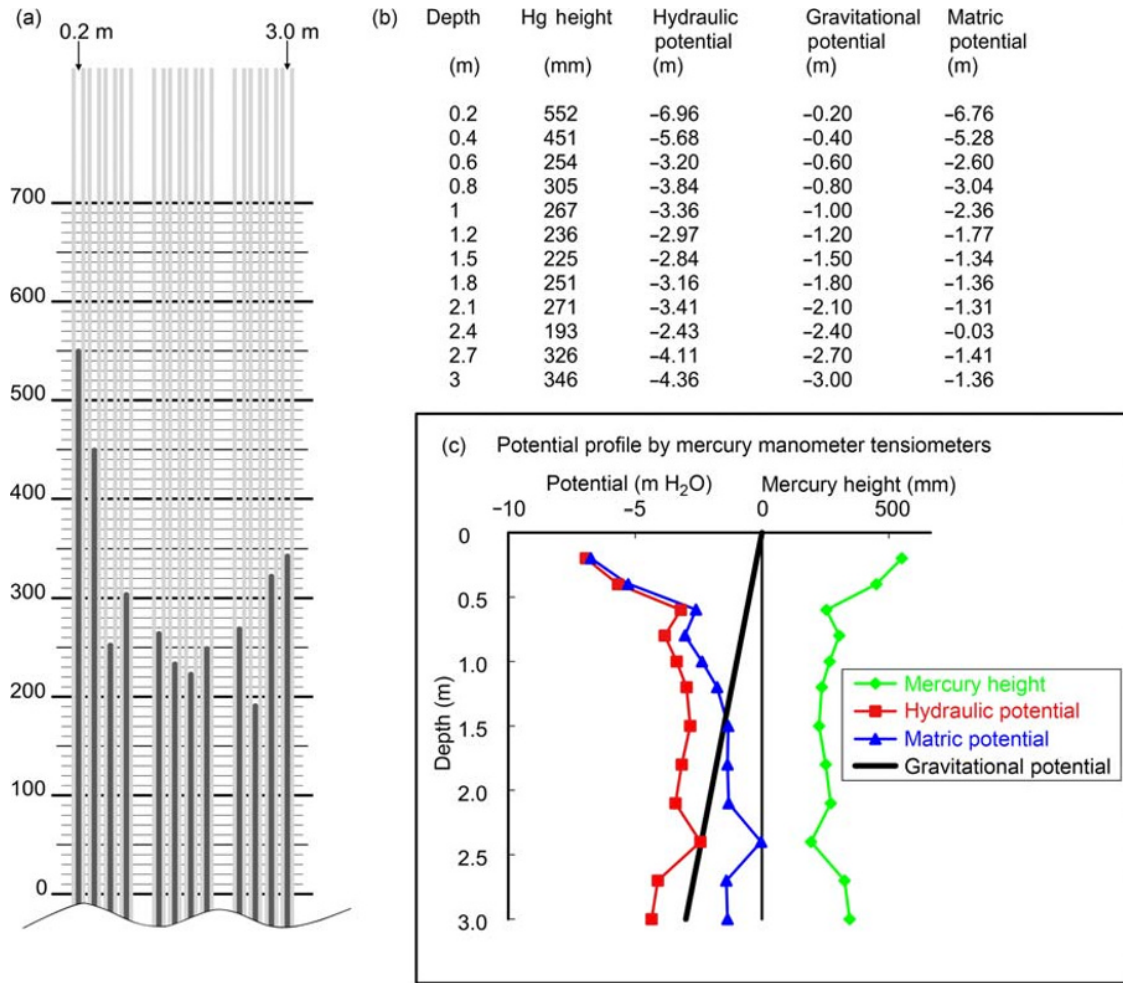 (a)
0.2 m 3.0 m
700
600
500
400
300
200
100
0
(b) Depth Hg height Hydraulic Gravitational Matric
potential potential potential
(m) (mm) (m) (m) (m)
0.2 552 –6.96 –0.20 –6.76
0.4 451 –5.68 –0.40 –5.28
0.6 254 –3.20 –0.60 –2.60
0.8 305 –3.84 –0.80 –3.04
1 267 –3.36 –1.00 –2.36
1.2 236 –2.97 –1.20 –1.77
1.5 225 –2.84 –1.50 –1.34
1.8 251 –3.16 –1.80 –1.36
2.1 271 –3.41 –2.10 –1.31
2.4 193 –2.43 –2.40 –0.03
2.7 326 –4.11 –2.70 –1.41
3 346 –4.36 –3.00 –1.36
(c) Potential profile by mercury manometer tensiometers
Potential (m H₂O) Mercury height (mm)
–10 –5 0 500
Depth (m)
0
0.5
1.0
1.5
2.0
2.5
3.0
Mercury height
Hydraulic potential
Matric potential
Gravitational potential